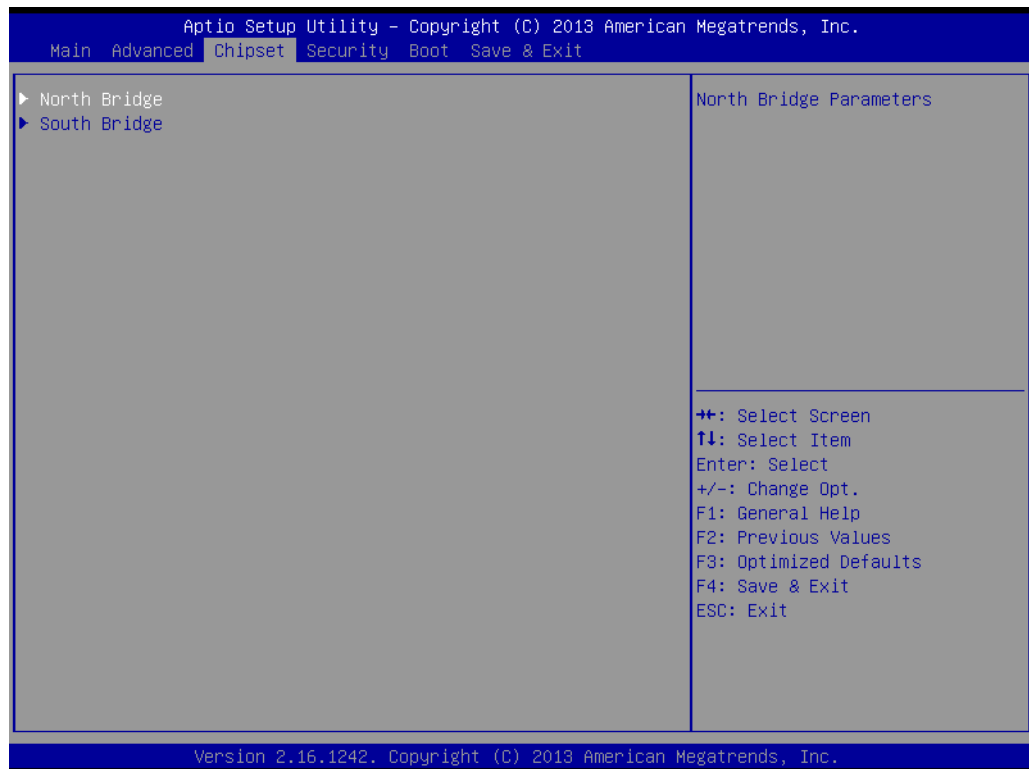 Aptio Setup Utility – Copyright (C) 2013 American Megatrends, Inc.
Main Advanced Chipset Security Boot Save & Exit
▶ North Bridge
▶ South Bridge
North Bridge Parameters
→←: Select Screen
↑↓: Select Item
Enter: Select
+/-: Change Opt.
F1: General Help
F2: Previous Values
F3: Optimized Defaults
F4: Save & Exit
ESC: Exit
Version 2.16.1242. Copyright (C) 2013 American Megatrends, Inc.